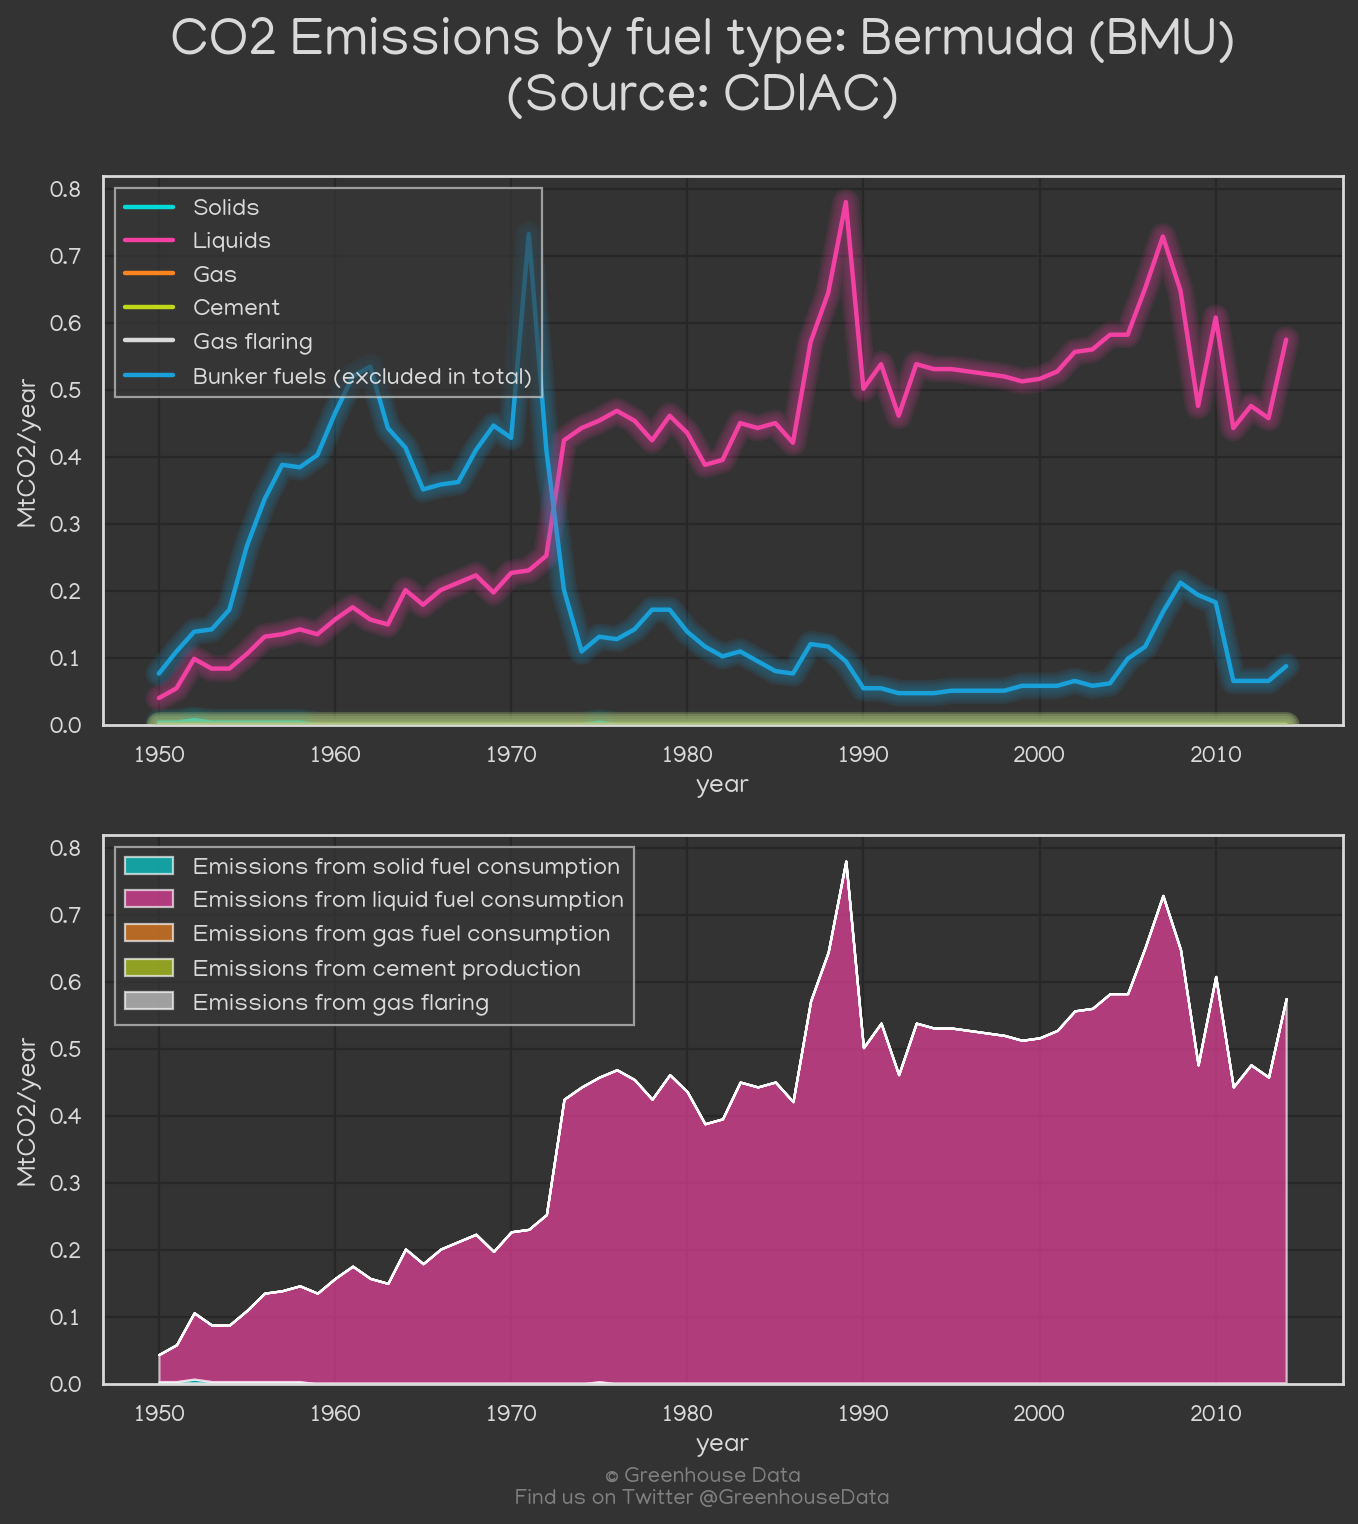 CO2 Emissions by fuel type: Bermuda (BMU)
(Source: CDIAC)
0.8
0.7
0.6
0.5
0.4
0.3
0.2
0.1
0.0
MtCO2/year
Solids
Liquids
Gas
Cement
Gas flaring
Bunker fuels (excluded in total)
1950 1960 1970 1980 1990 2000 2010
year
0.8
0.7
0.6
0.5
0.4
0.3
0.2
0.1
0.0
MtCO2/year
Emissions from solid fuel consumption
Emissions from liquid fuel consumption
Emissions from gas fuel consumption
Emissions from cement production
Emissions from gas flaring
1950 1960 1970 1980 1990 2000 2010
year
© Greenhouse Data
Find us on Twitter @GreenhouseData